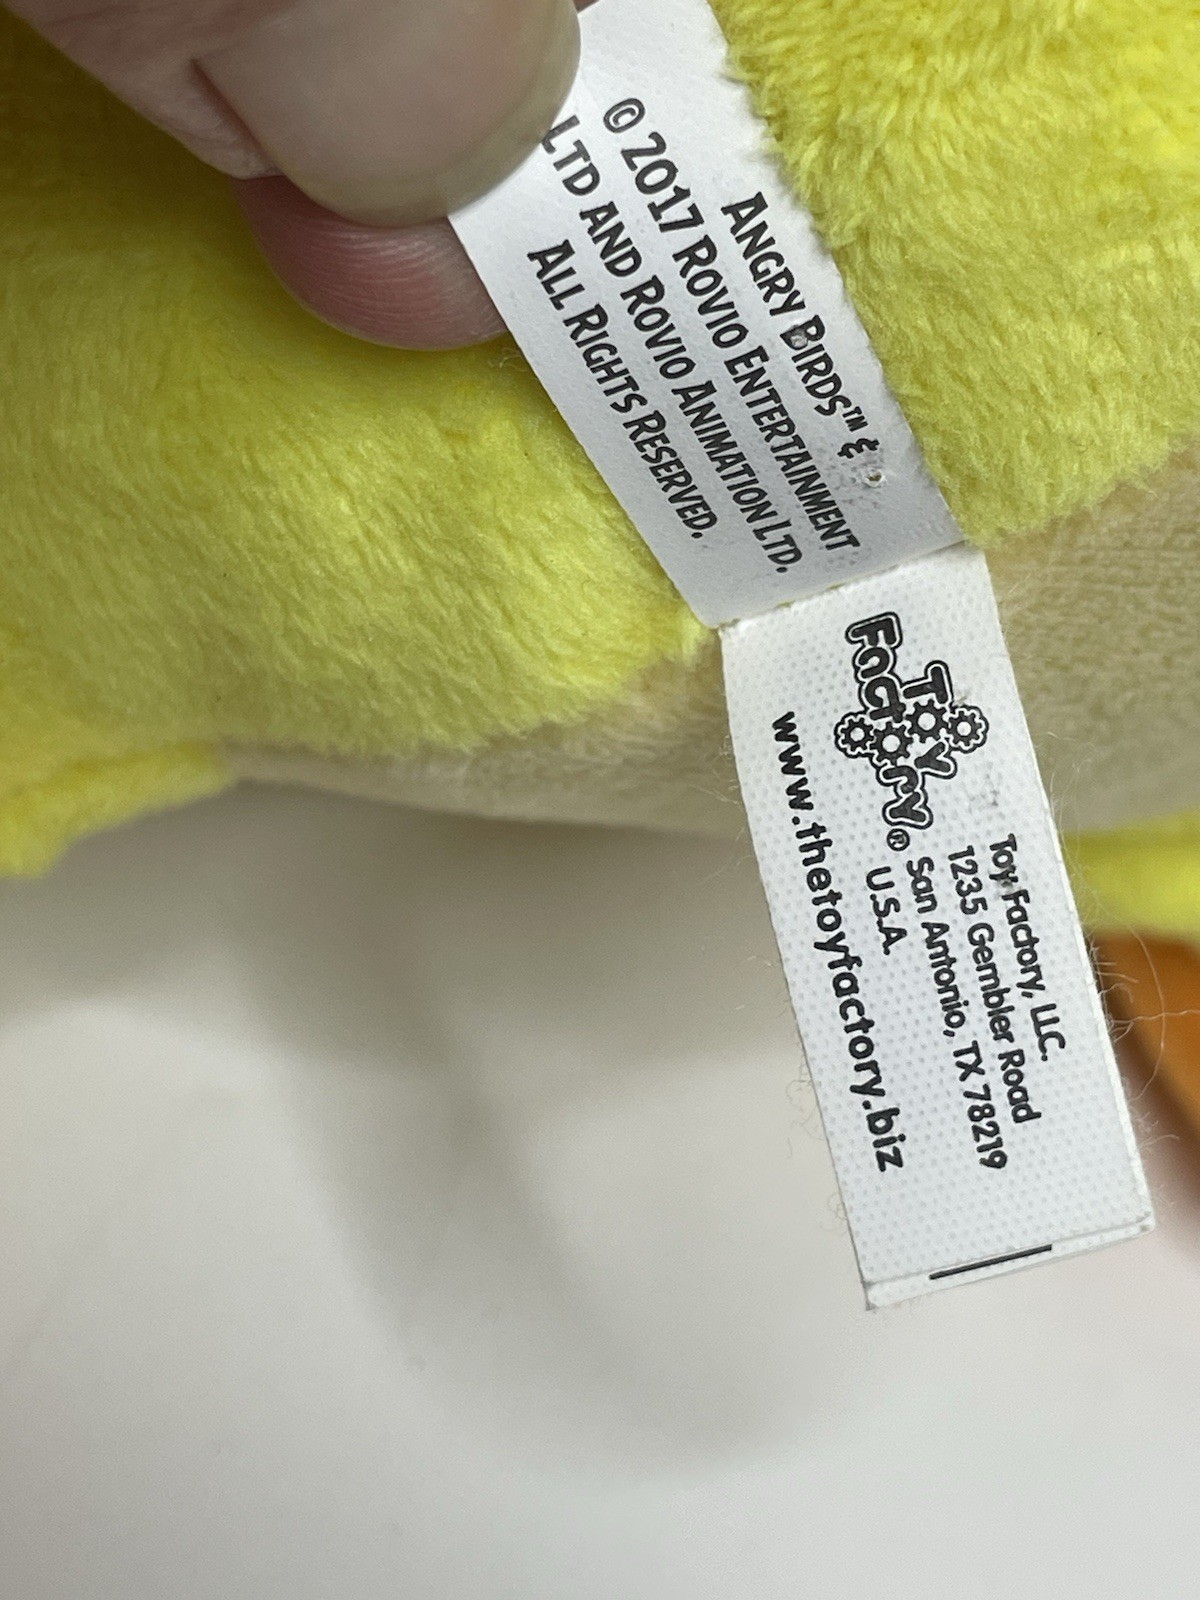 ANGRY BIRDS™ &
© 2017 ROVIO ENTERTAINMENT
LTD AND ROVIO ANIMATION LTD.
ALL RIGHTS RESERVED.
Toy
Factory®
Toy Factory, LLC.
1235 Gembler Road
San Antonio, TX 78219
U.S.A.
www.thetoyfactory.biz